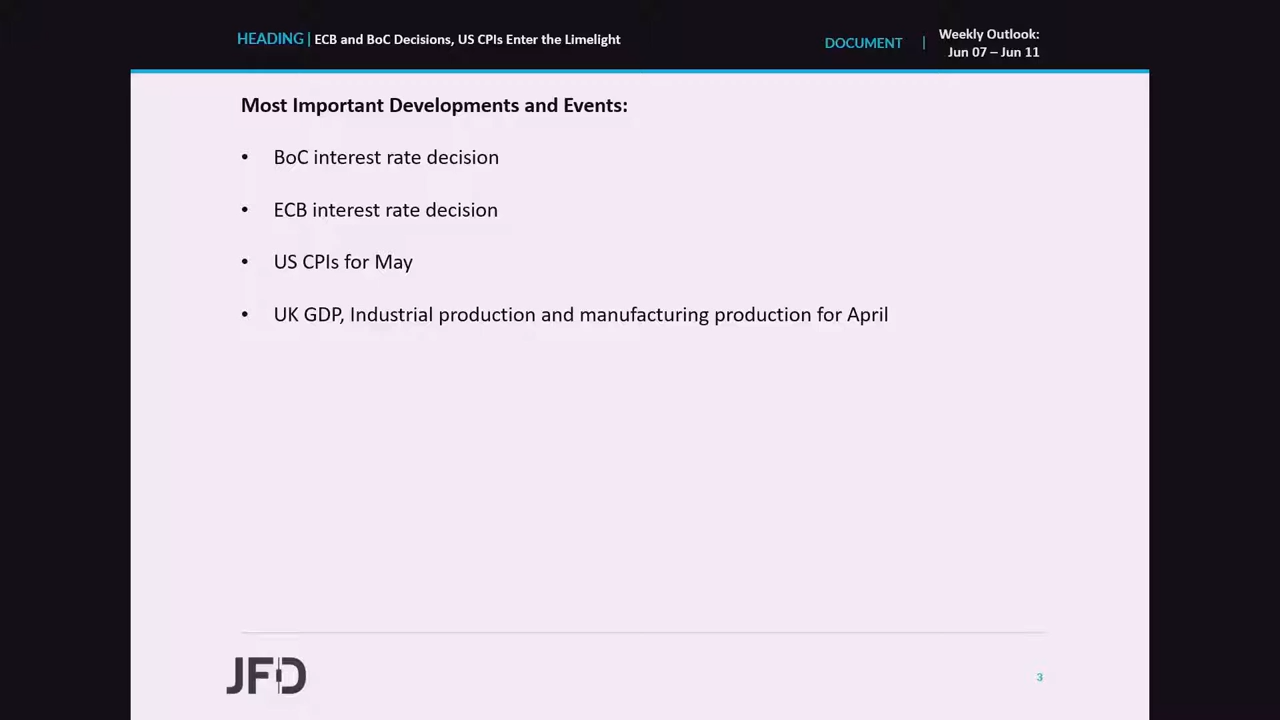 HEADING | ECB and BoC Decisions, US CPIs Enter the Limelight
DOCUMENT | Weekly Outlook:
Jun 07 – Jun 11
Most Important Developments and Events:
• BoC interest rate decision
• ECB interest rate decision
• US CPIs for May
• UK GDP, Industrial production and manufacturing production for April
JFD
3